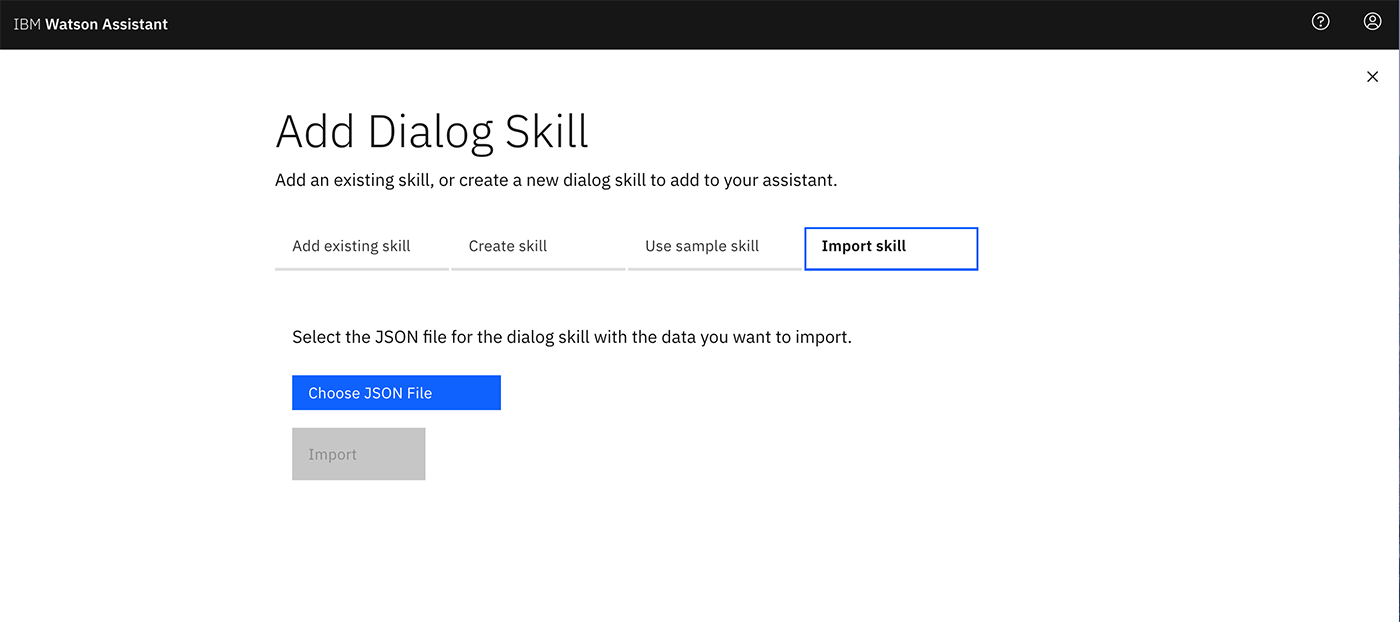 IBM Watson Assistant
Add Dialog Skill
Add an existing skill, or create a new dialog skill to add to your assistant.
Add existing skill
Create skill
Use sample skill
Import skill
Select the JSON file for the dialog skill with the data you want to import.
Choose JSON File
Import